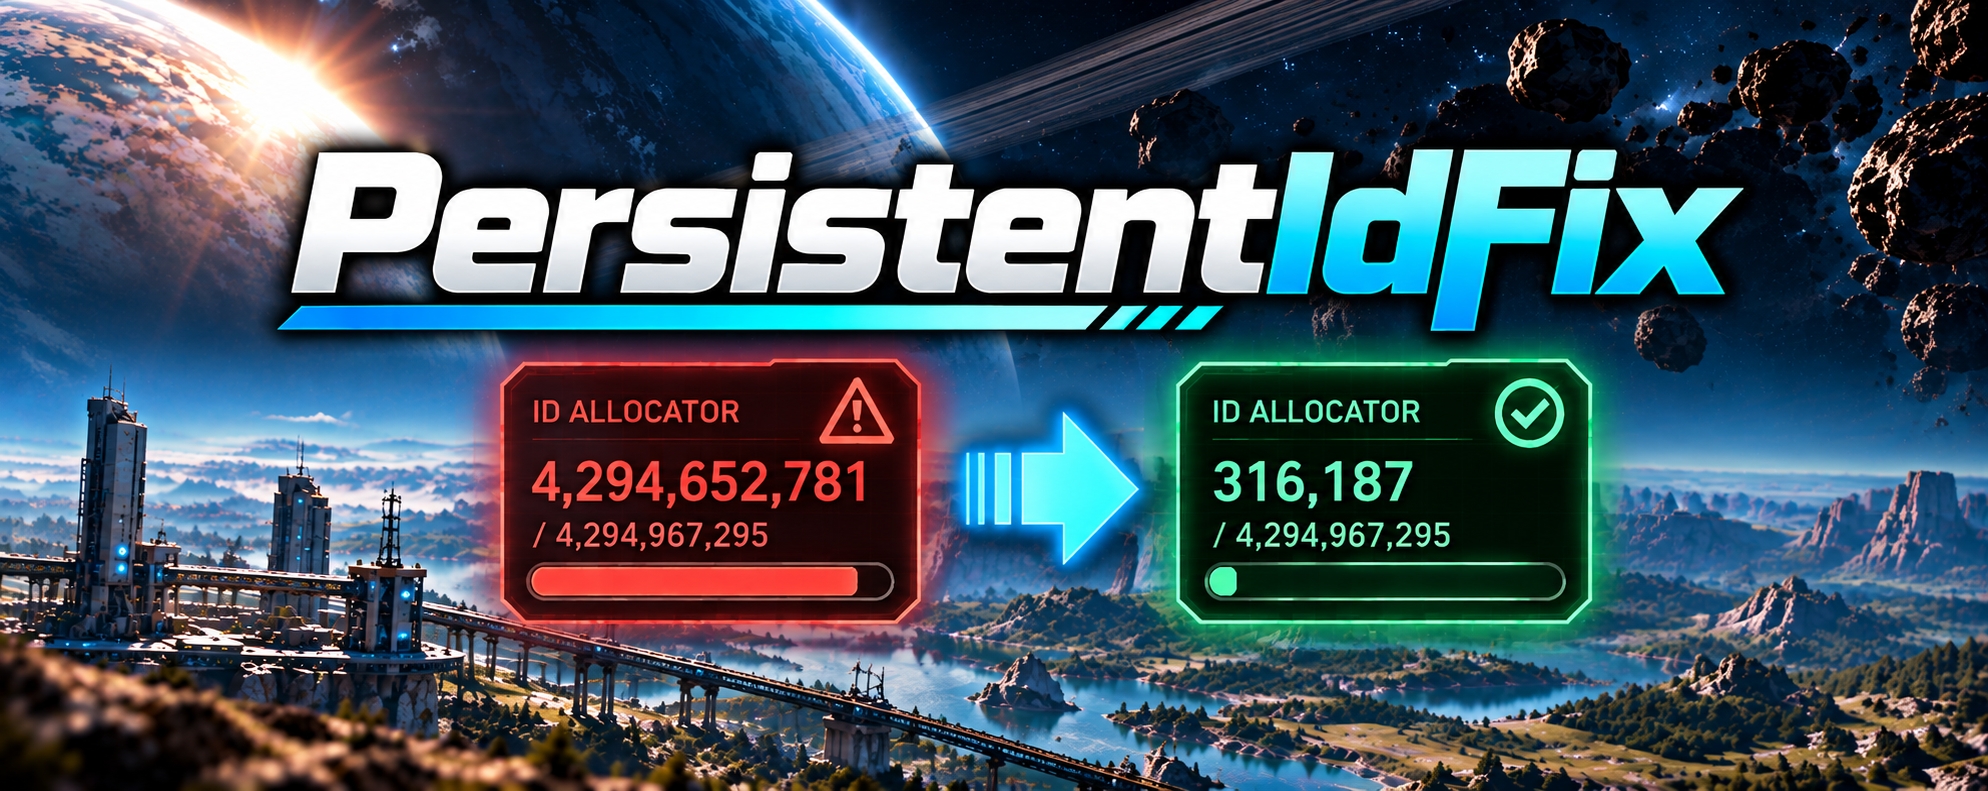 PersistentIdFix
ID ALLOCATOR
4,294,652,781
/ 4,294,967,295
ID ALLOCATOR
316,187
/ 4,294,967,295